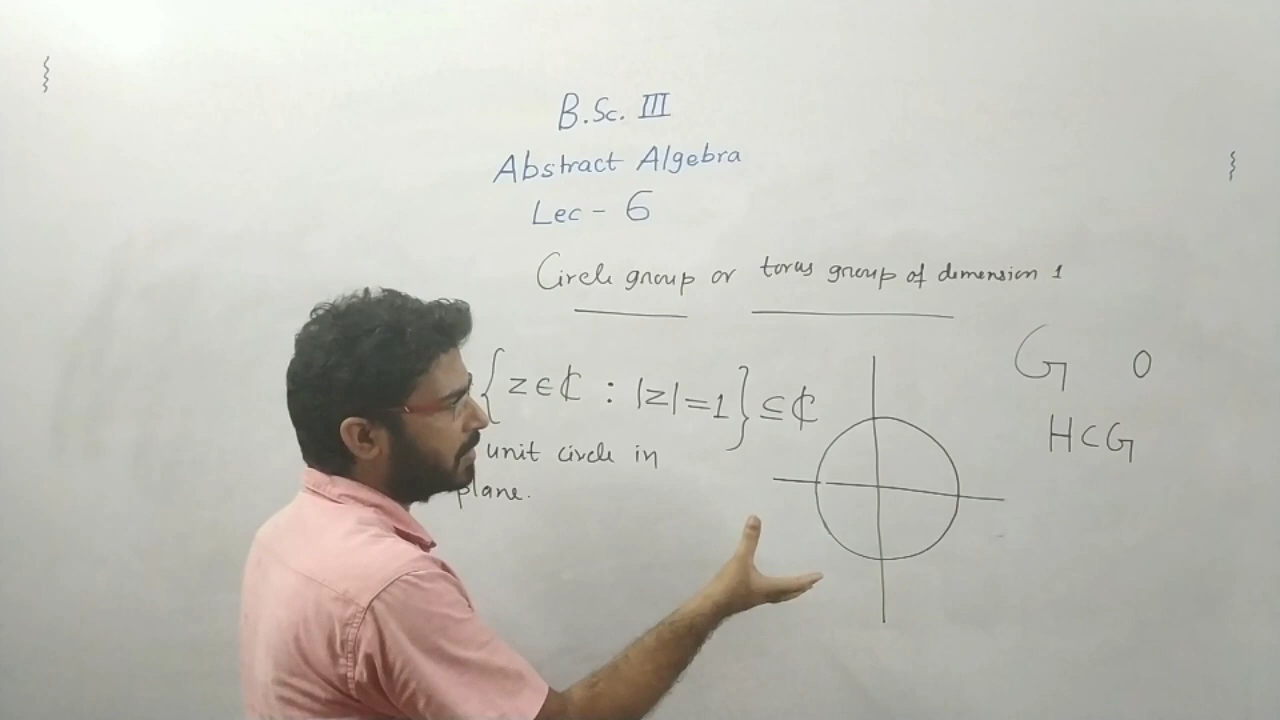 B.Sc. III
Abstract Algebra
Lec - 6
Circle group or torus group of dimension 1
{z ∈ ℂ : |z| = 1} ⊆ ℂ
unit circle in
plane.
G 0
H ⊂ G